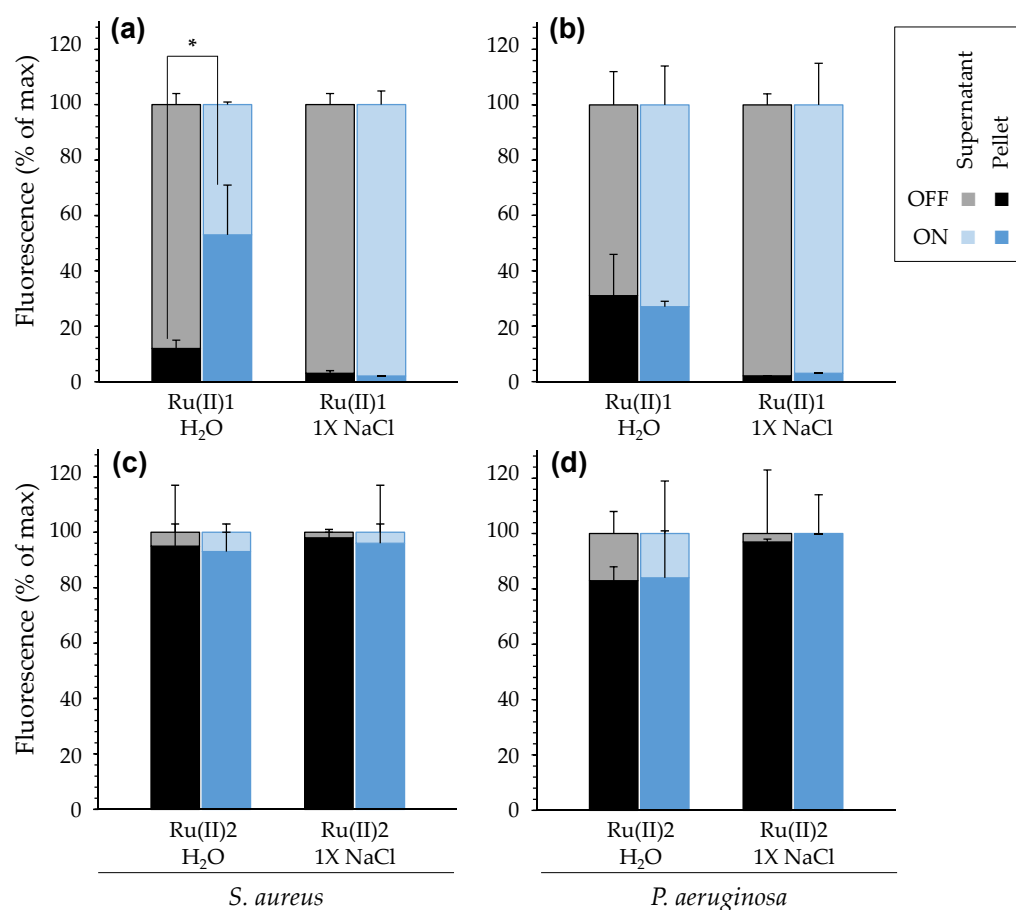 (a)
*
Fluorescence (% of max)
120
100
80
60
40
20
0
Ru(II)1
H₂O
Ru(II)1
1X NaCl
(b)
120
100
80
60
40
20
0
Ru(II)1
H₂O
Ru(II)1
1X NaCl
Supernatant
Pellet
OFF
ON
(c)
Fluorescence (% of max)
120
100
80
60
40
20
0
Ru(II)2
H₂O
Ru(II)2
1X NaCl
S. aureus
(d)
120
100
80
60
40
20
0
Ru(II)2
H₂O
Ru(II)2
1X NaCl
P. aeruginosa